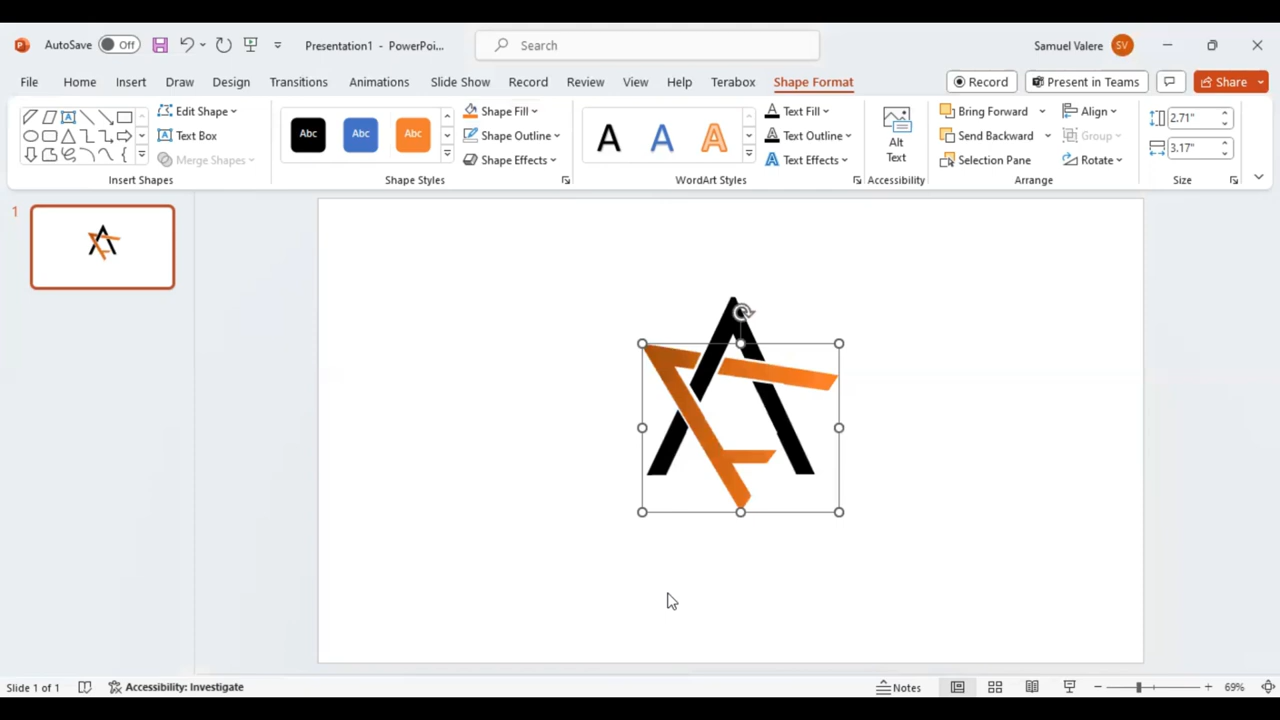 AutoSave Off Presentation1 - PowerPoi... Search Samuel Valere SV
File Home Insert Draw Design Transitions Animations Slide Show Record Review View Help Terabox Shape Format Record Present in Teams Share
Edit Shape Abc Abc Abc Shape Fill A A A Text Fill Alt Text Bring Forward Align 2.71"
Text Box Shape Outline Text Outline Send Backward Group 3.17"
Merge Shapes Shape Effects Text Effects Selection Pane Rotate
Insert Shapes Shape Styles WordArt Styles Accessibility Arrange Size
1
Slide 1 of 1 Accessibility: Investigate Notes 69%